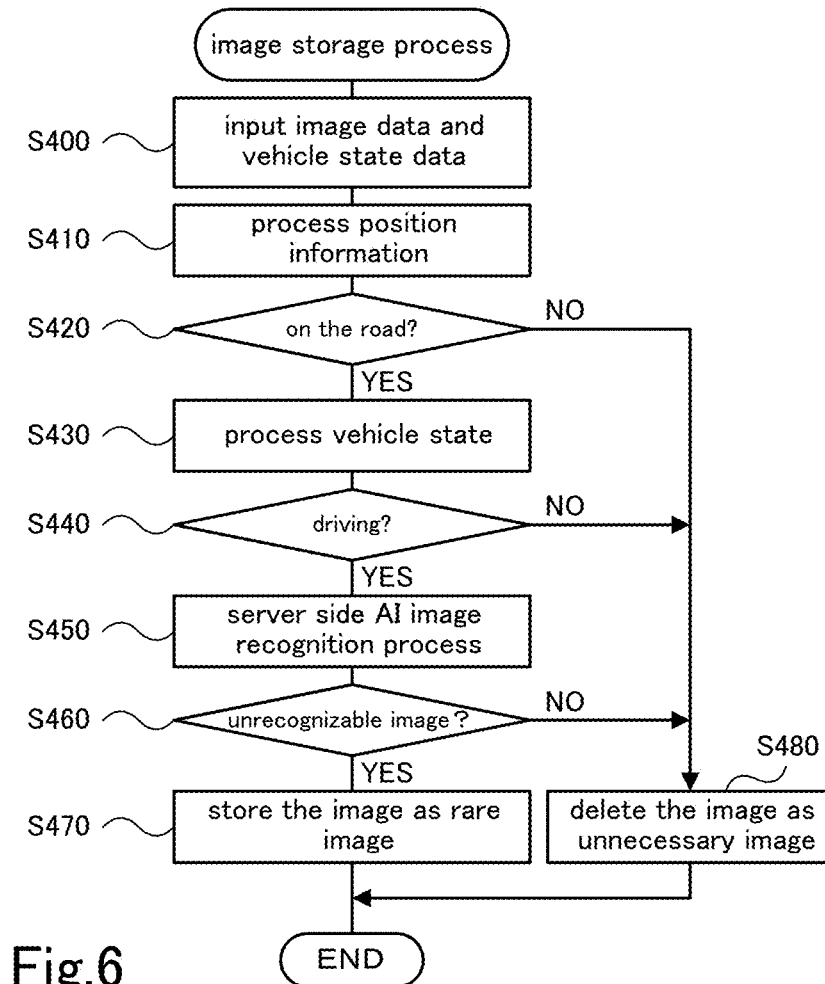 image storage process
S400
input image data and
vehicle state data
S410
process position
information
S420
on the road?
NO
YES
S430
process vehicle state
S440
driving?
NO
YES
S450
server side AI image
recognition process
S460
unrecognizable image?
NO
YES
S470
store the image as rare
image
S480
delete the image as
unnecessary image
END
Fig.6